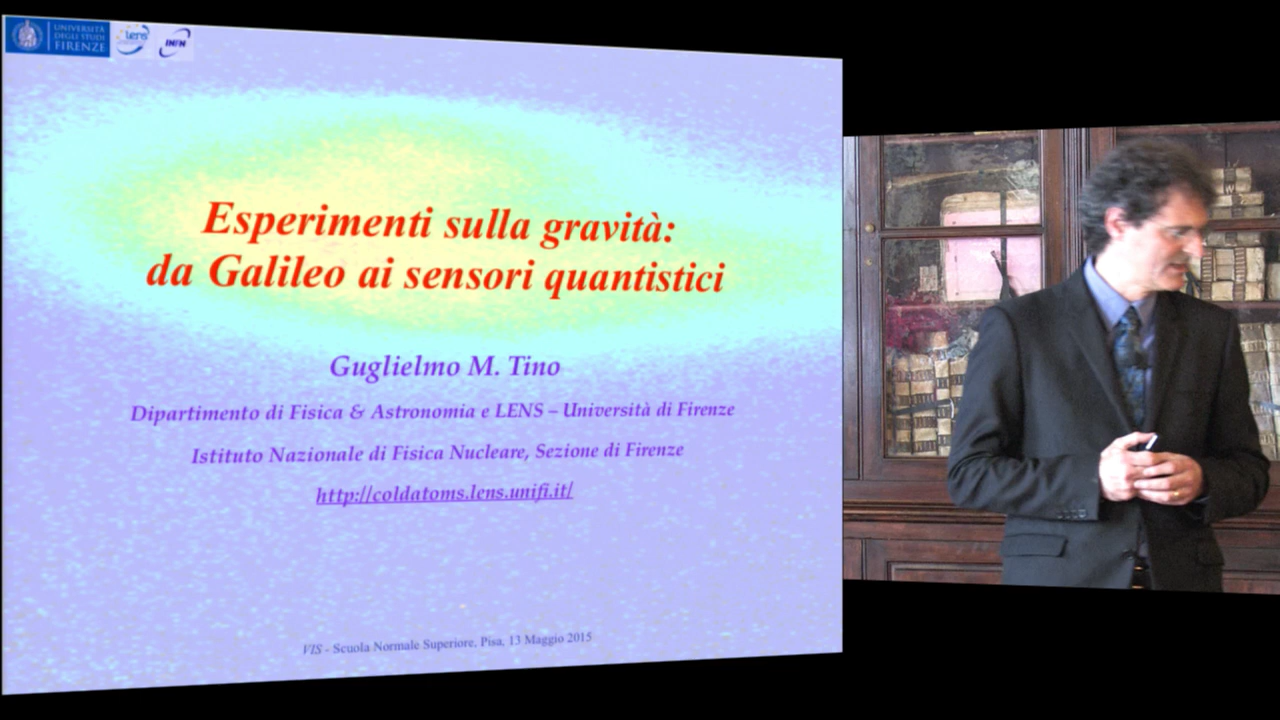 UNIVERSITÀ
DEGLI STUDI
FIRENZE
lens
INFN
Esperimenti sulla gravità:
da Galileo ai sensori quantistici
Guglielmo M. Tino
Dipartimento di Fisica & Astronomia e LENS – Università di Firenze
Istituto Nazionale di Fisica Nucleare, Sezione di Firenze
http://coldatoms.lens.unifi.it/
VIS - Scuola Normale Superiore, Pisa, 13 Maggio 2015